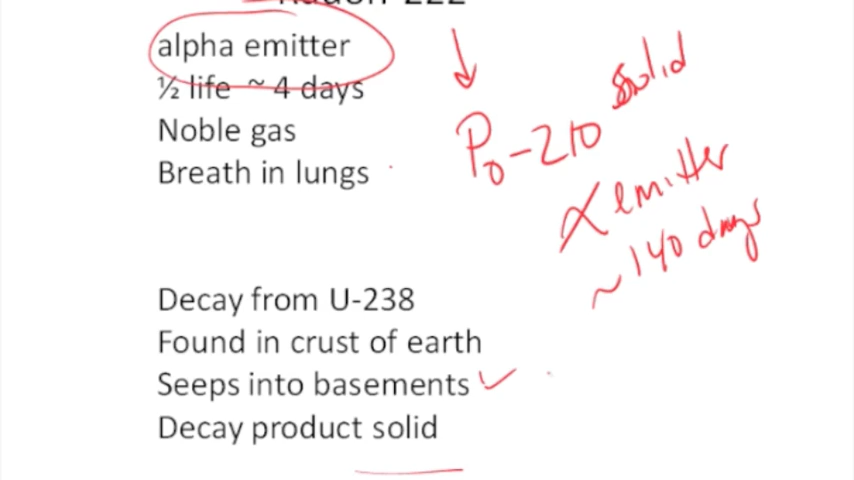 alpha emitter
½ life ~ 4 days
Noble gas
Breath in lungs
Po-210 solid
α emitter
~140 days
Decay from U-238
Found in crust of earth
Seeps into basements
Decay product solid